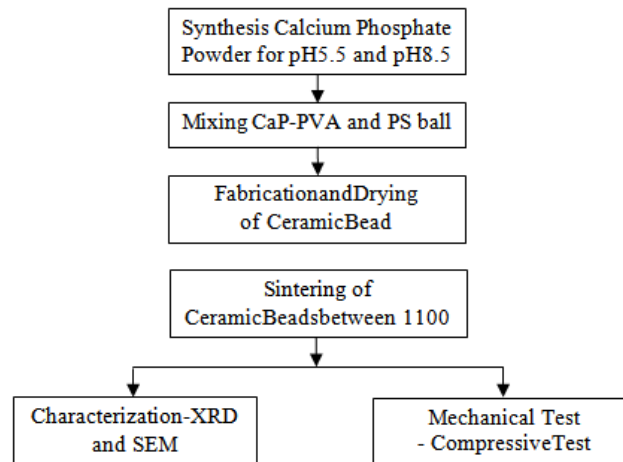 Synthesis Calcium Phosphate
Powder for pH5.5 and pH8.5
Mixing CaP-PVA and PS ball
FabricationandDrying
of CeramicBead
Sintering of
CeramicBeadsbetween 1100
Characterization-XRD
and SEM
Mechanical Test
- CompressiveTest